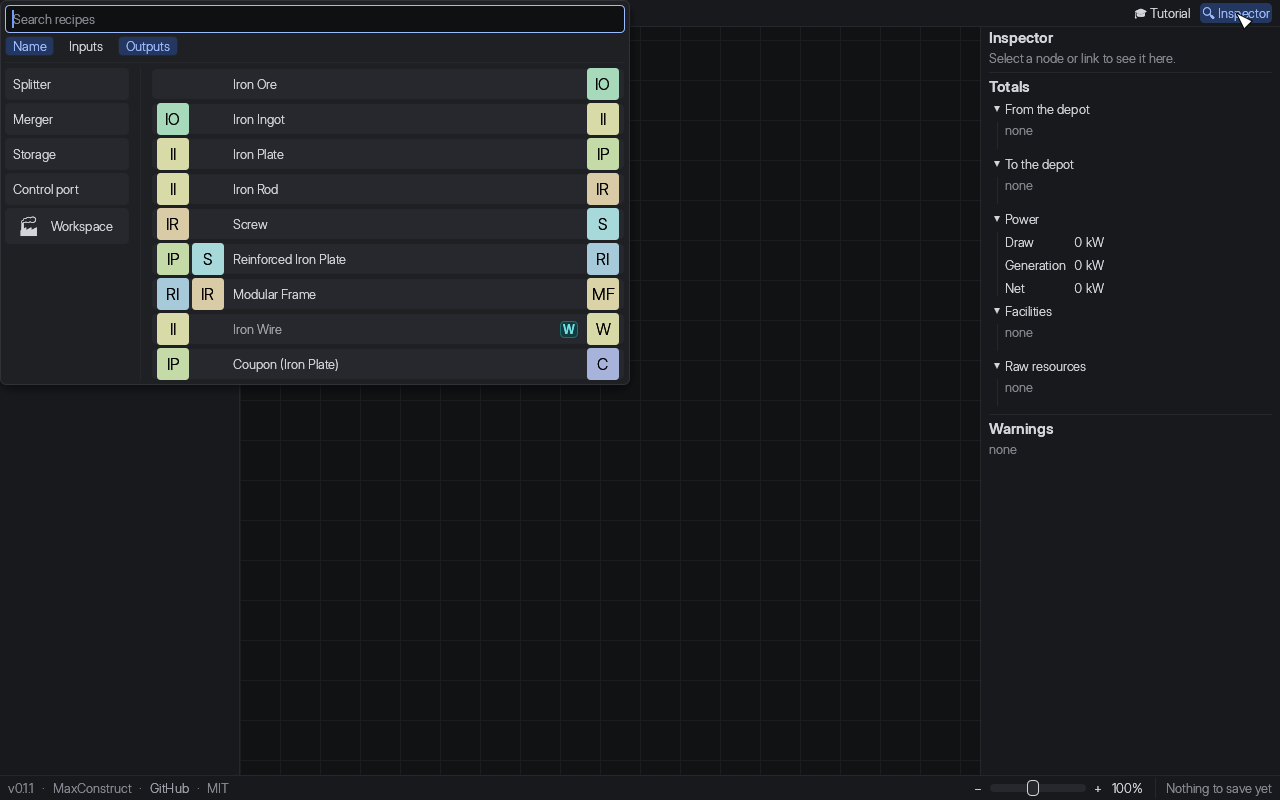 Search recipes
Tutorial
Inspector
Name
Inputs
Outputs
Splitter
Merger
Storage
Control port
Workspace
Iron Ore
IO
IO
Iron Ingot
II
II
Iron Plate
IP
II
Iron Rod
IR
IR
Screw
S
IP
S
Reinforced Iron Plate
RI
RI
IR
Modular Frame
MF
II
Iron Wire
W
W
IP
Coupon (Iron Plate)
C
Inspector
Select a node or link to see it here.
Totals
From the depot
none
To the depot
none
Power
Draw 0 kW
Generation 0 kW
Net 0 kW
Facilities
none
Raw resources
none
Warnings
none
v0.1.1 · MaxConstruct · GitHub · MIT
− + 100%
Nothing to save yet